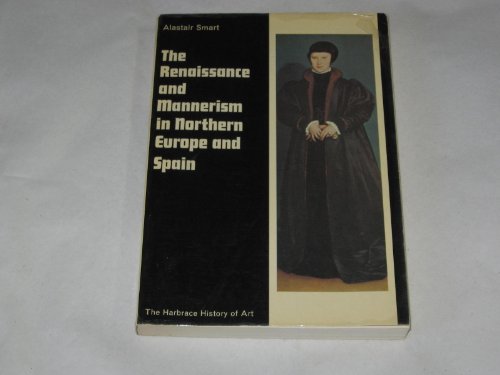 Alastair Smart
The
Renaissance
and
Mannerism
in Northern
Europe and
Spain
The Harbrace History of Art